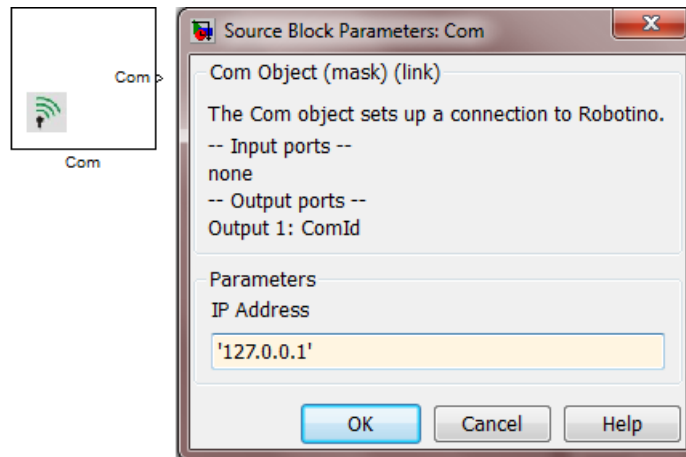 Com
Com
Source Block Parameters: Com
Com Object (mask) (link)
The Com object sets up a connection to Robotino.
-- Input ports --
none
-- Output ports --
Output 1: ComId
Parameters
IP Address
'127.0.0.1'
OK
Cancel
Help